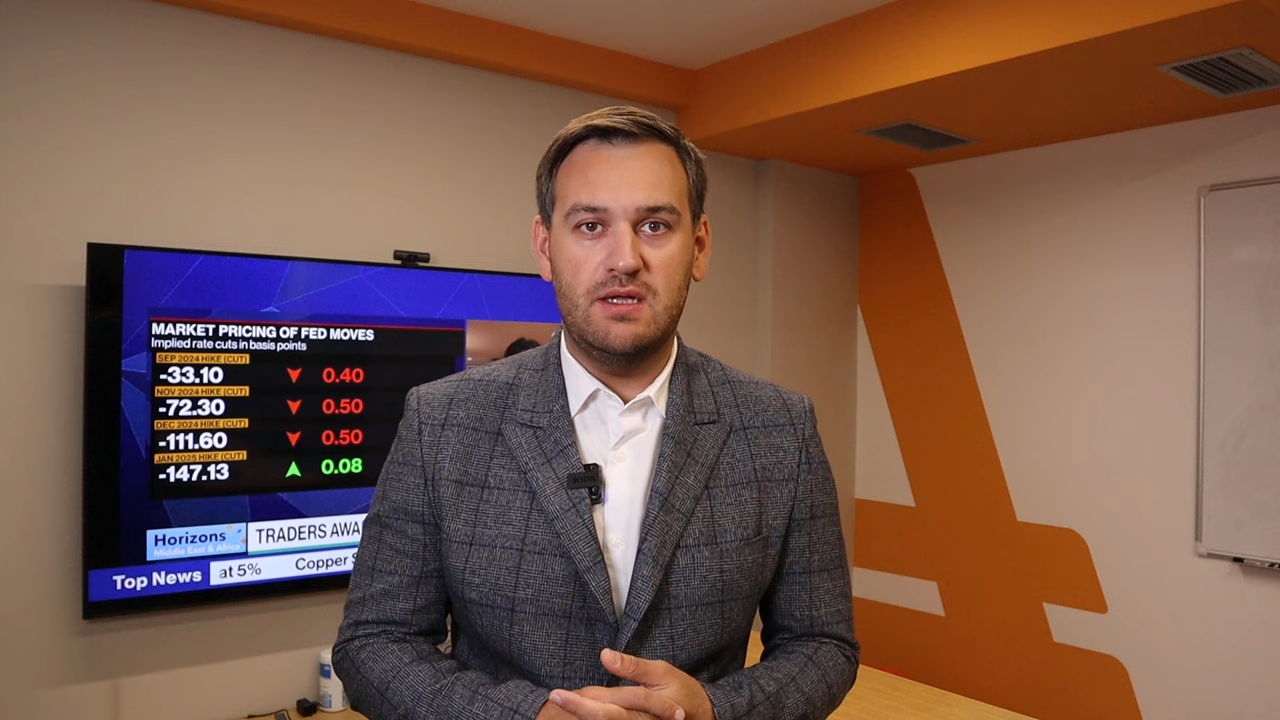 MARKET PRICING OF FED MOVES
Implied rate cuts in basis points
SEP 2024 HIKE (CUT)
-33.10 0.40
NOV 2024 HIKE (CUT)
-72.30 0.50
DEC 2024 HIKE (CUT)
-111.60 0.50
JAN 2025 HIKE (CUT)
-147.13 0.08
Horizons
Middle East & Africa
TRADERS AWA
Top News at 5% Copper S